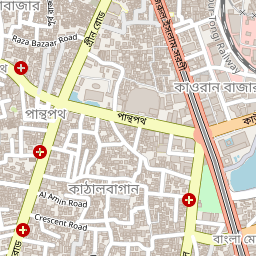 বাজার
Raza Bazaar Road
গ্রীন রোড
Tongi Railway
কাওরান বাজার
পান্থপথ
পান্থপথ
কাঁঠালবাগান
Al Amin Road
Crescent Road
রোড
বাংলা মো